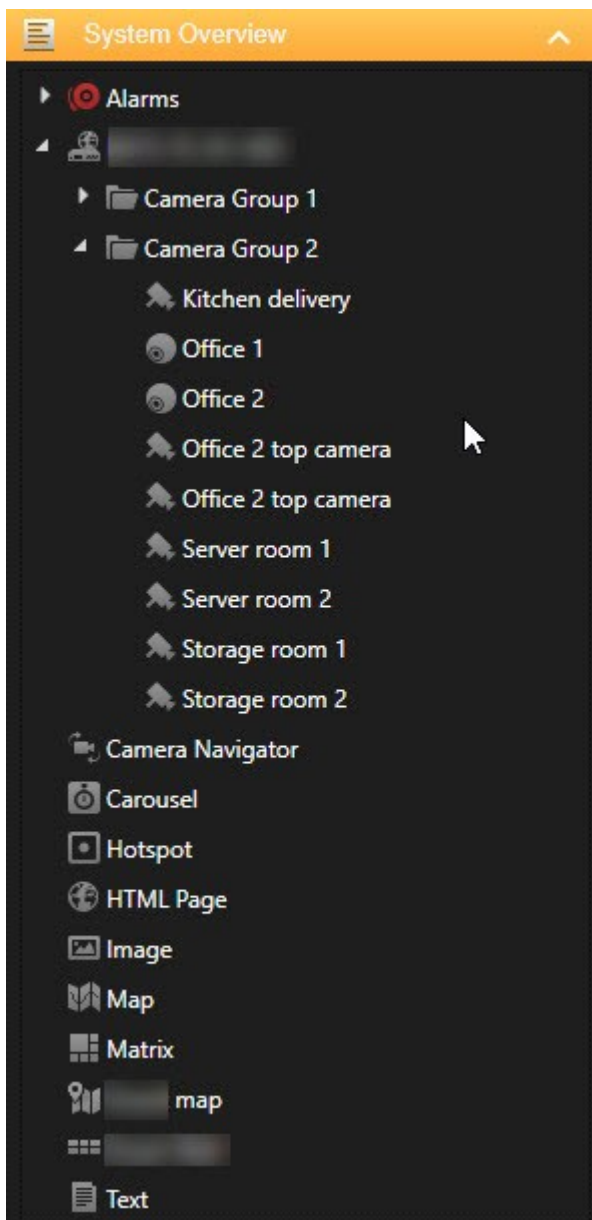 System Overview
Alarms
Camera Group 1
Camera Group 2
Kitchen delivery
Office 1
Office 2
Office 2 top camera
Office 2 top camera
Server room 1
Server room 2
Storage room 1
Storage room 2
Camera Navigator
Carousel
Hotspot
HTML Page
Image
Map
Matrix
map
Text